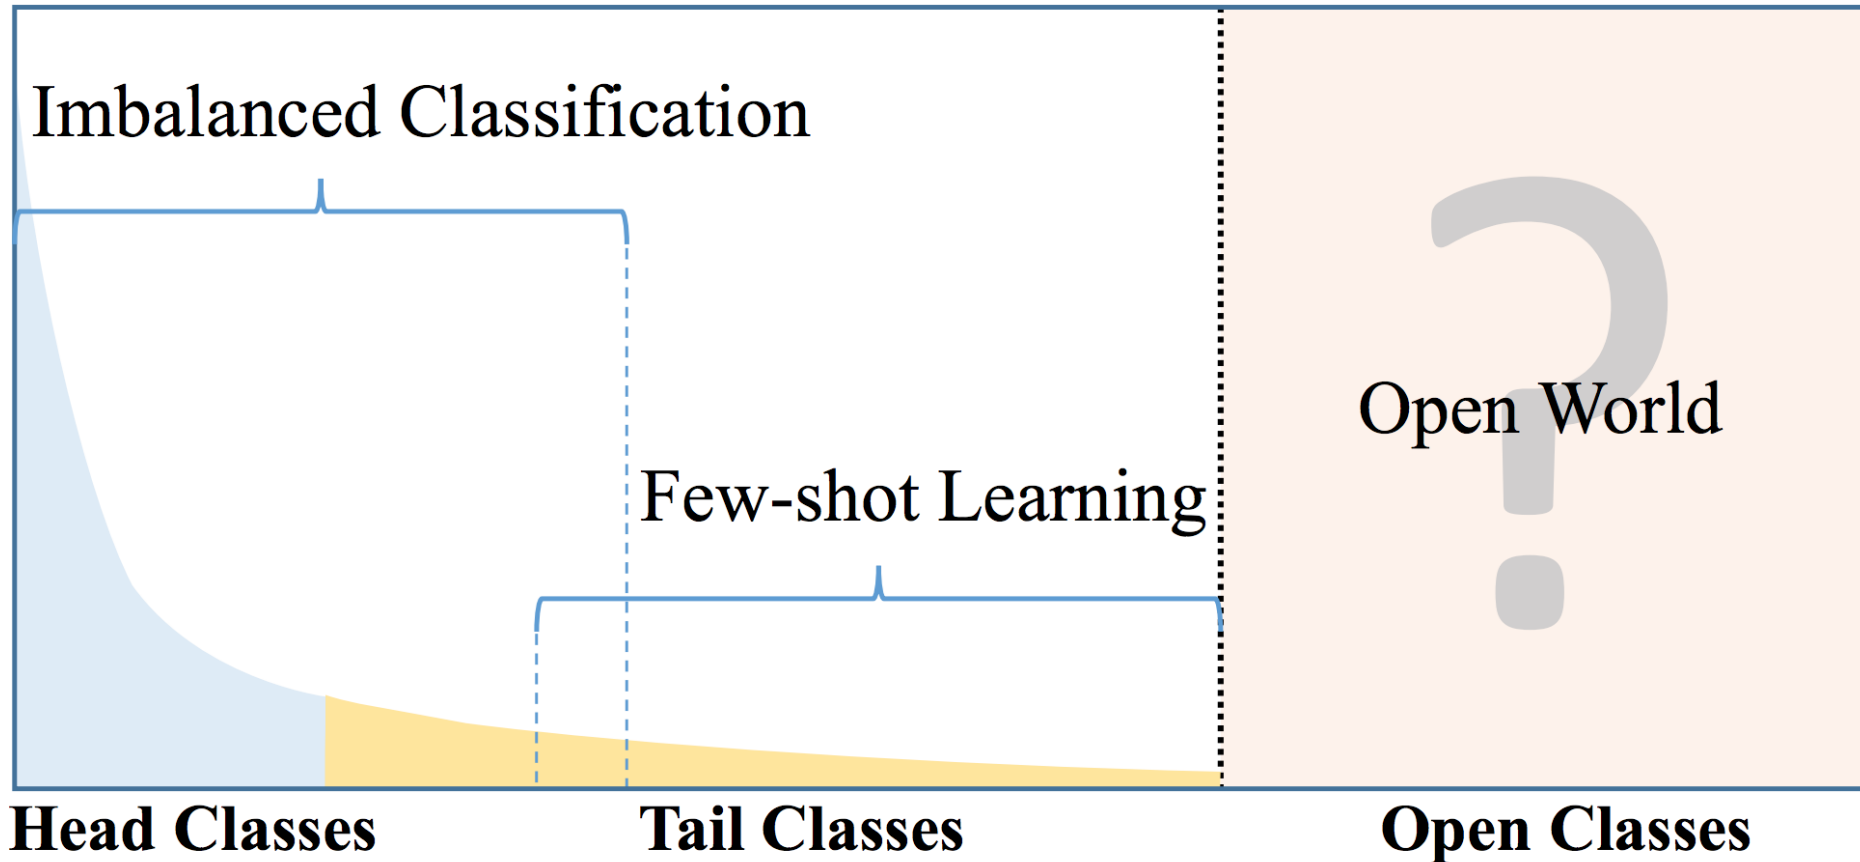 Imbalanced Classification
Open World
Few-shot Learning
Head Classes
Tail Classes
Open Classes